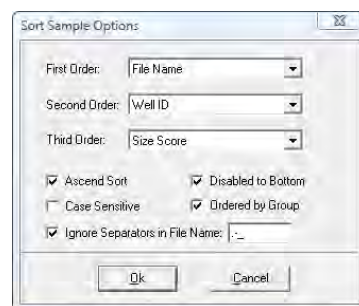 Sort Sample Options
First Order: File Name
Second Order: Well ID
Third Order: Size Score
Ascend Sort Disabled to Bottom
Case Sensitive Ordered by Group
Ignore Separators in File Name: .-_
Ok Cancel